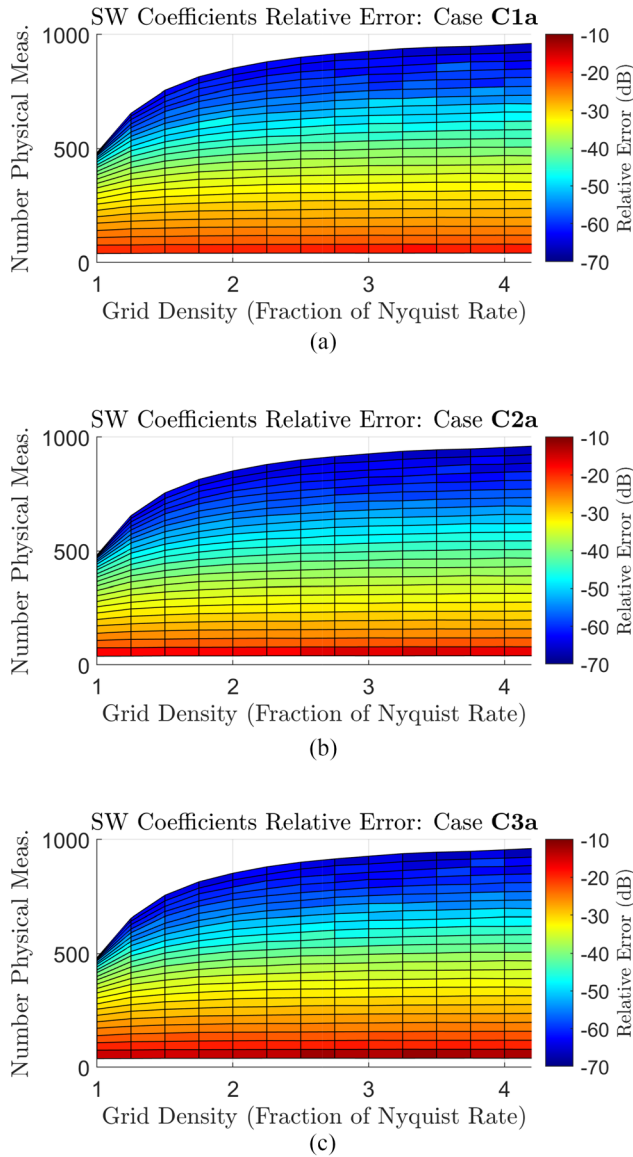 SW Coefficients Relative Error: Case C1a
Number Physical Meas.
1000
500
0
1
2
3
4
Grid Density (Fraction of Nyquist Rate)
-10
-20
-30
-40
-50
-60
-70
Relative Error (dB)
(a)
SW Coefficients Relative Error: Case C2a
Number Physical Meas.
1000
500
0
1
2
3
4
Grid Density (Fraction of Nyquist Rate)
-10
-20
-30
-40
-50
-60
-70
Relative Error (dB)
(b)
SW Coefficients Relative Error: Case C3a
Number Physical Meas.
1000
500
0
1
2
3
4
Grid Density (Fraction of Nyquist Rate)
-10
-20
-30
-40
-50
-60
-70
Relative Error (dB)
(c)